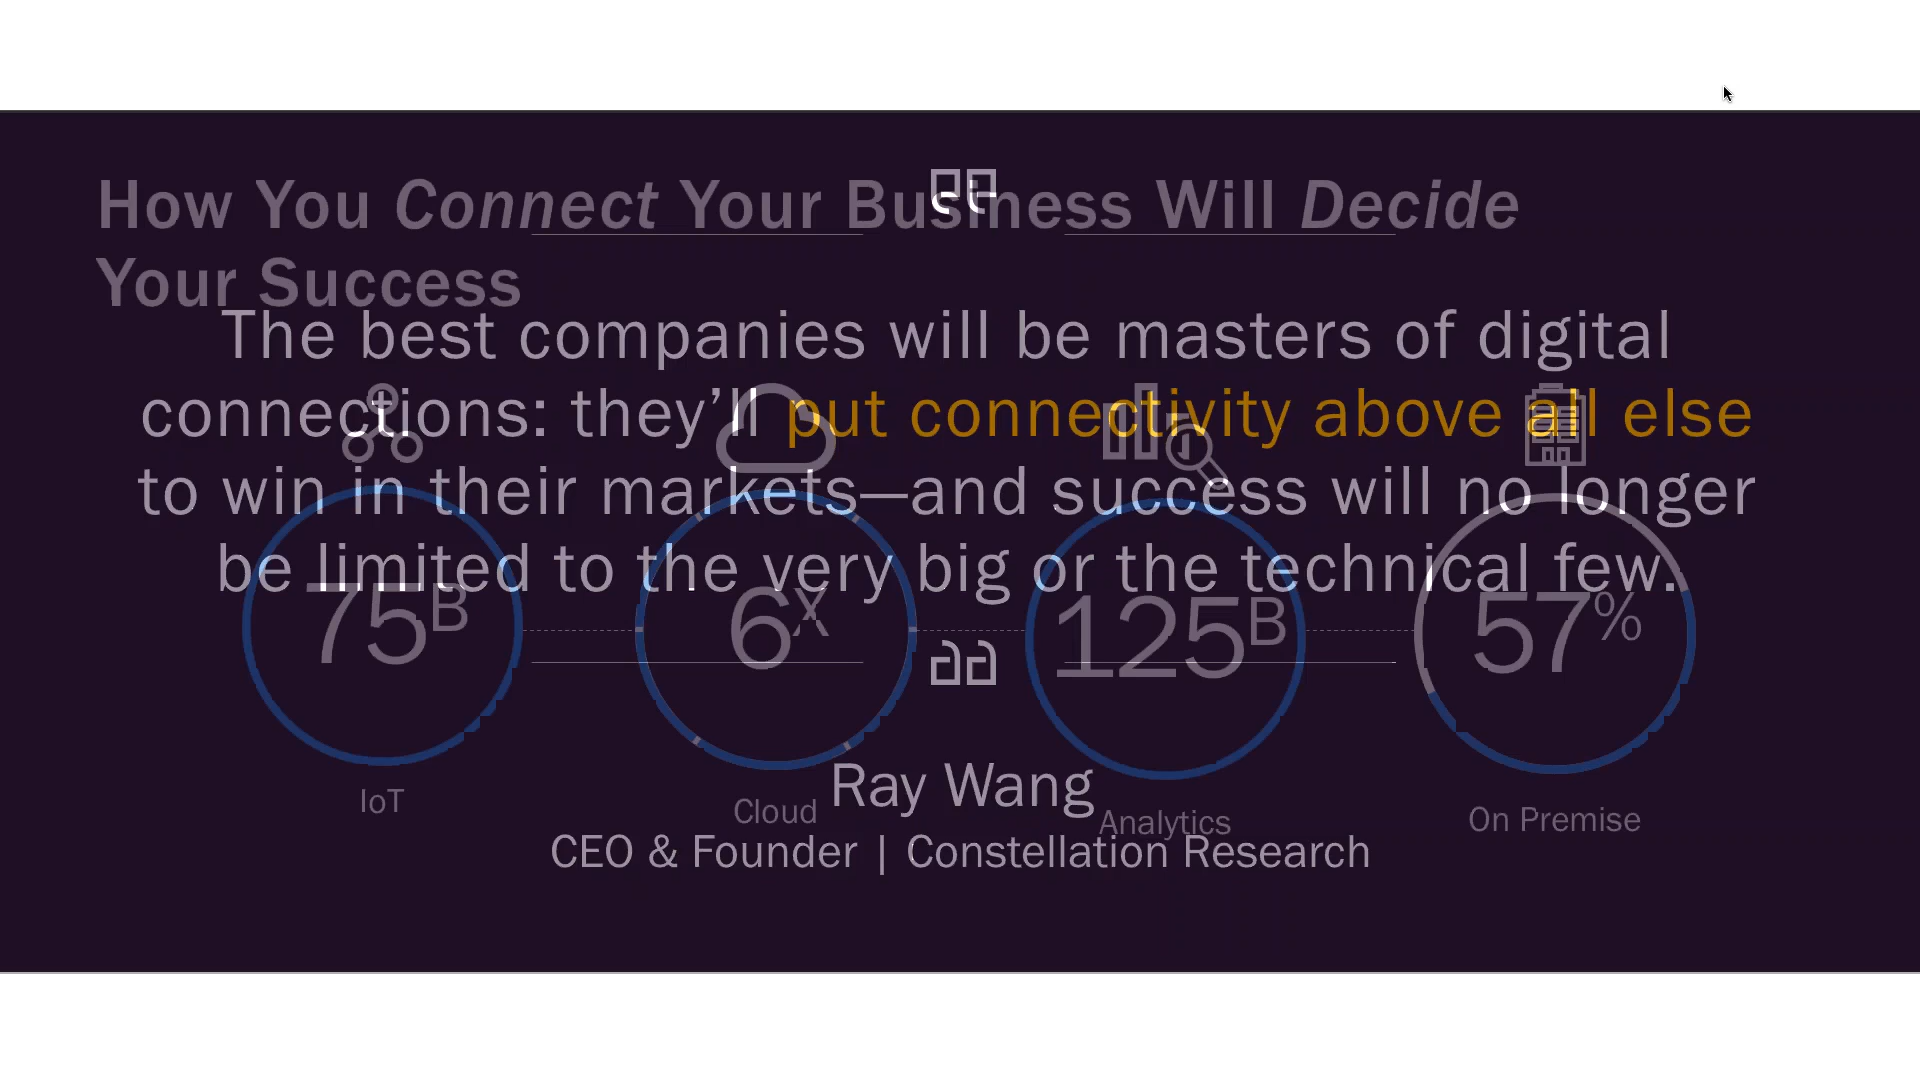 How You Connect Your Business Will Decide
Your Success
The best companies will be masters of digital
connections: they’ll put connectivity above all else
to win in their markets—and success will no longer
be limited to the very big or the technical few.
75B
6X
125B
57%
IoT
Cloud
Analytics
On Premise
Ray Wang
CEO & Founder | Constellation Research